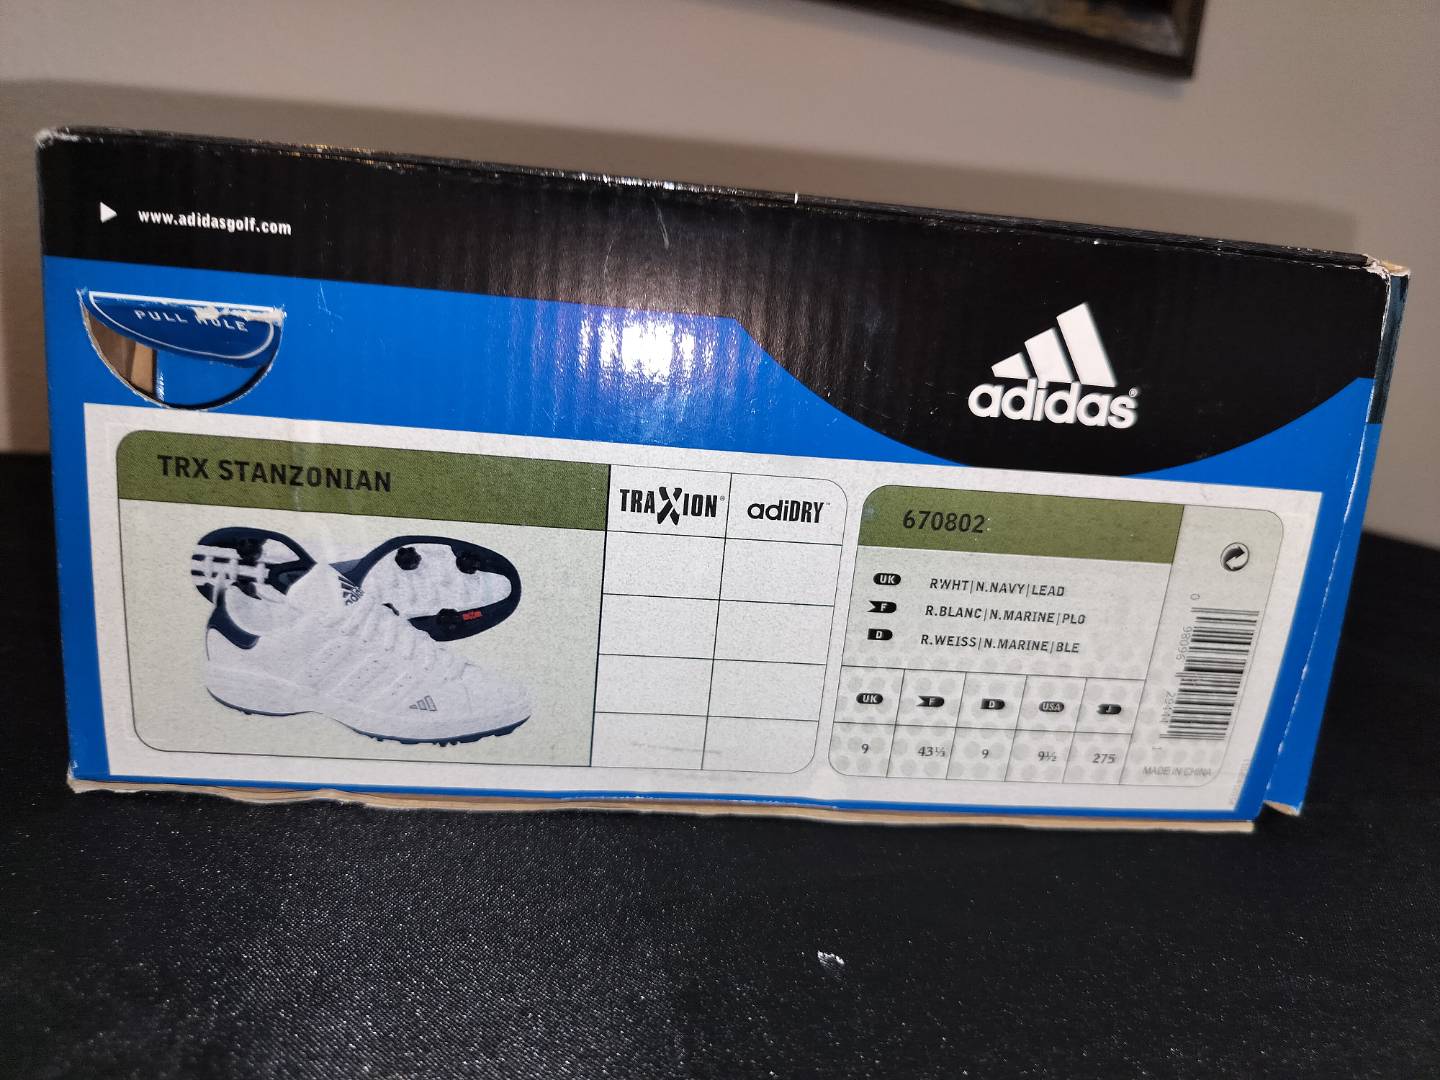 www.adidasgolf.com
PULL HOLE
adidas®
TRX STANZONIAN
TRAXION®
adiDRY™
670802
UK RWHT|N.NAVY|LEAD
F R.BLANC|N.MARINE|PLO
D R.WEISS|N.MARINE|BLE
UK F D USA J
9 43⅓ 9 9½ 275
MADE IN CHINA